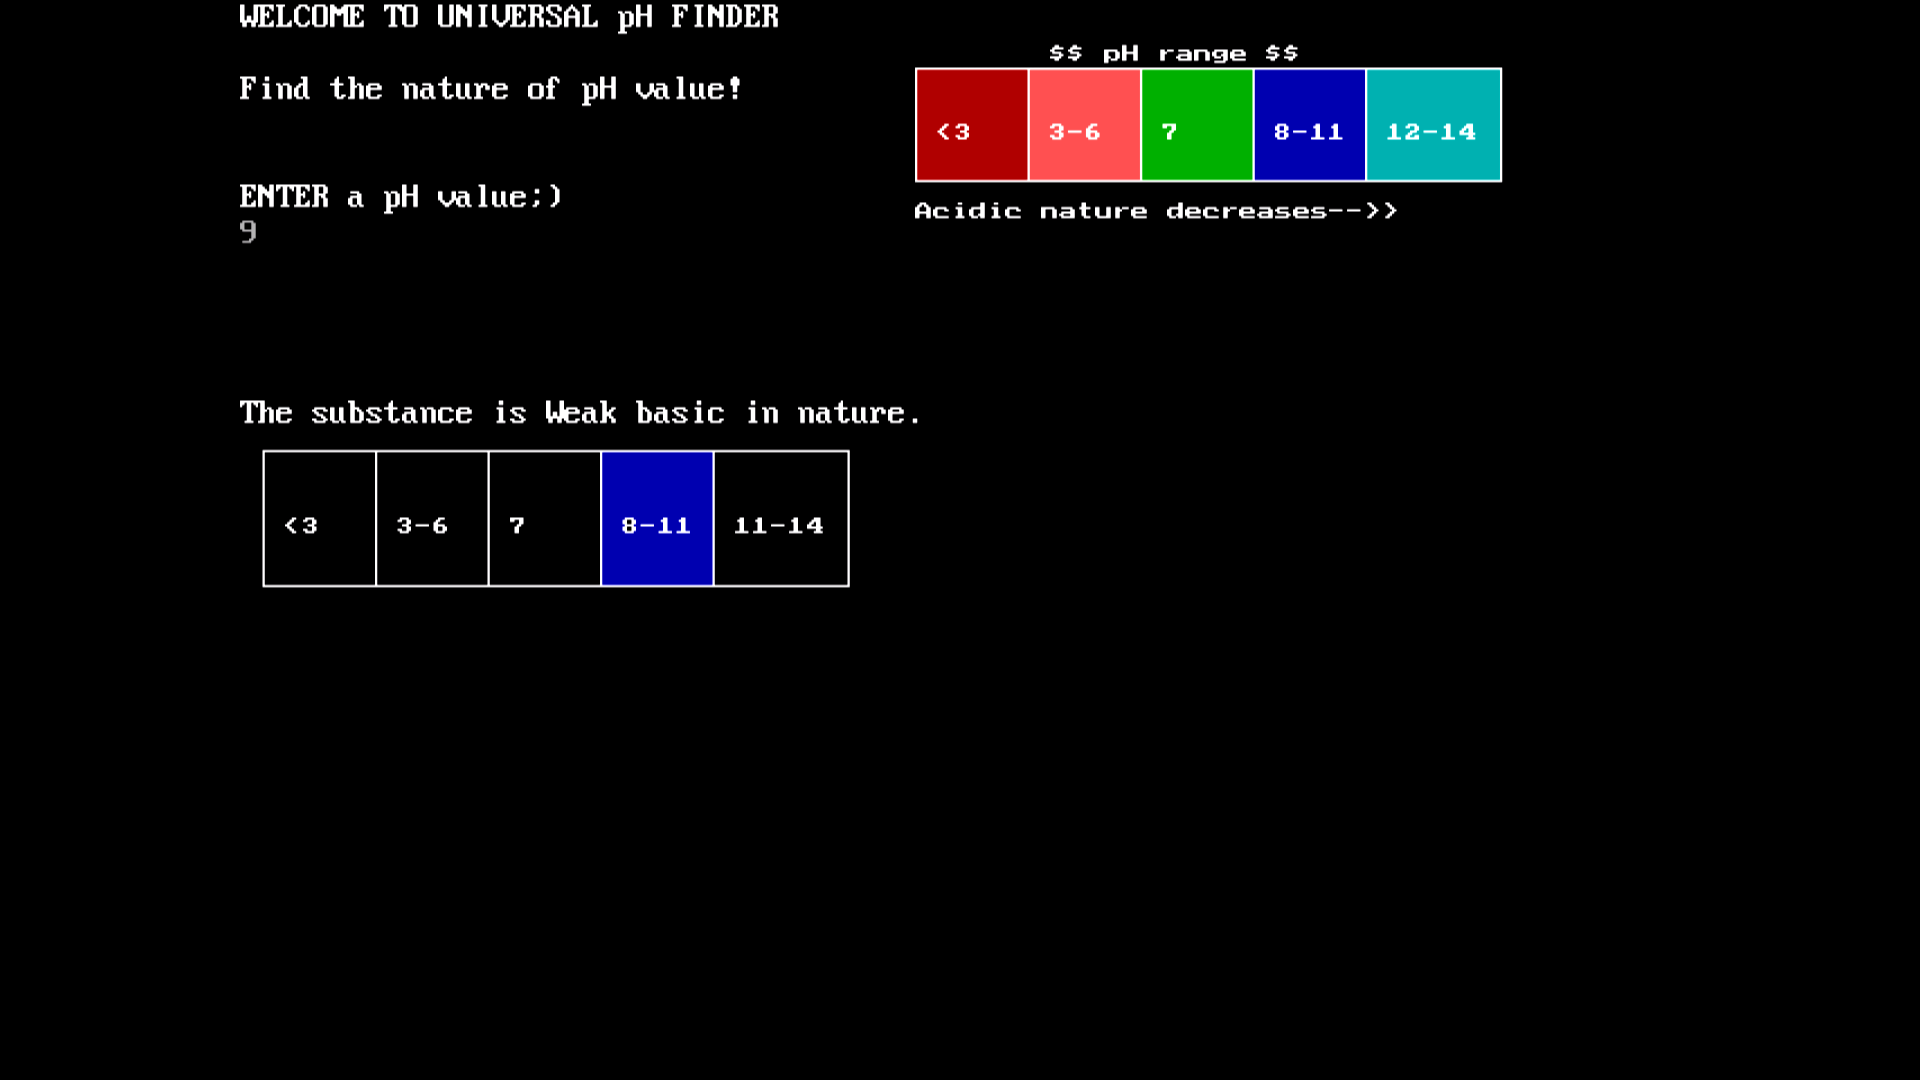 WELCOME TO UNIVERSAL pH FINDER
$$ pH range $$
Find the nature of pH value!
<3 3-6 7 8-11 12-14
ENTER a pH value;)
Acidic nature decreases-->>
9
The substance is Weak basic in nature.
<3 3-6 7 8-11 11-14